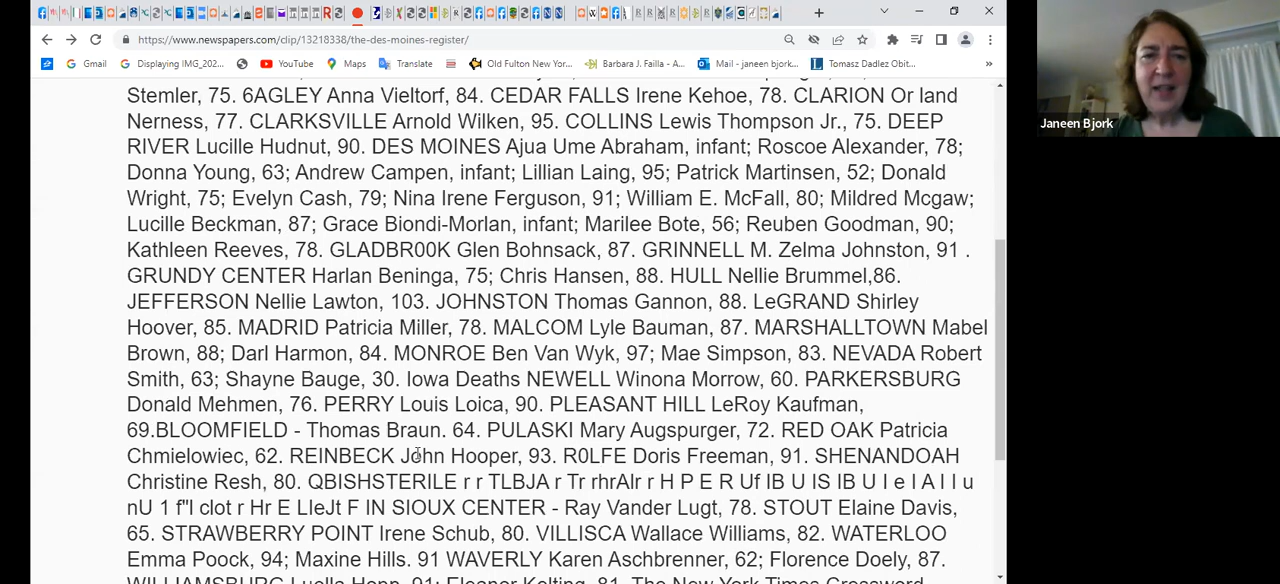 https://www.newspapers.com/clip/13218338/the-des-moines-register/
Gmail Displaying IMG_202... YouTube Maps Translate Old Fulton New Yor... Barbara J. Failla - A... Mail - janeen bjork... Tomasz Dadlez Obit...
Stemler, 75. 6AGLEY Anna Vieltorf, 84. CEDAR FALLS Irene Kehoe, 78. CLARION Or land
Nerness, 77. CLARKSVILLE Arnold Wilken, 95. COLLINS Lewis Thompson Jr., 75. DEEP
RIVER Lucille Hudnut, 90. DES MOINES Ajua Ume Abraham, infant; Roscoe Alexander, 78;
Donna Young, 63; Andrew Campen, infant; Lillian Laing, 95; Patrick Martinsen, 52; Donald
Wright, 75; Evelyn Cash, 79; Nina Irene Ferguson, 91; William E. McFall, 80; Mildred Mcgaw;
Lucille Beckman, 87; Grace Biondi-Morlan, infant; Marilee Bote, 56; Reuben Goodman, 90;
Kathleen Reeves, 78. GLADBR00K Glen Bohnsack, 87. GRINNELL M. Zelma Johnston, 91 .
GRUNDY CENTER Harlan Beninga, 75; Chris Hansen, 88. HULL Nellie Brummel,86.
JEFFERSON Nellie Lawton, 103. JOHNSTON Thomas Gannon, 88. LeGRAND Shirley
Hoover, 85. MADRID Patricia Miller, 78. MALCOM Lyle Bauman, 87. MARSHALLTOWN Mabel
Brown, 88; Darl Harmon, 84. MONROE Ben Van Wyk, 97; Mae Simpson, 83. NEVADA Robert
Smith, 63; Shayne Bauge, 30. Iowa Deaths NEWELL Winona Morrow, 60. PARKERSBURG
Donald Mehmen, 76. PERRY Louis Loica, 90. PLEASANT HILL LeRoy Kaufman,
69.BLOOMFIELD - Thomas Braun. 64. PULASKI Mary Augspurger, 72. RED OAK Patricia
Chmielowiec, 62. REINBECK John Hooper, 93. R0LFE Doris Freeman, 91. SHENANDOAH
Christine Resh, 80. QBISHSTERILE r r TLBJA r Tr rhrAlr r H P E R Uf IB U IS IB U I e I A I I u
nU 1 f"l clot r Hr E LleJt F IN SIOUX CENTER - Ray Vander Lugt, 78. STOUT Elaine Davis,
65. STRAWBERRY POINT Irene Schub, 80. VILLISCA Wallace Williams, 82. WATERLOO
Emma Poock, 94; Maxine Hills. 91 WAVERLY Karen Aschbrenner, 62; Florence Doely, 87.
WILLIAMSBURG Luella Hopp, 91; Eleanor Kelting, 81. The New York Times Crossword
Janeen Bjork